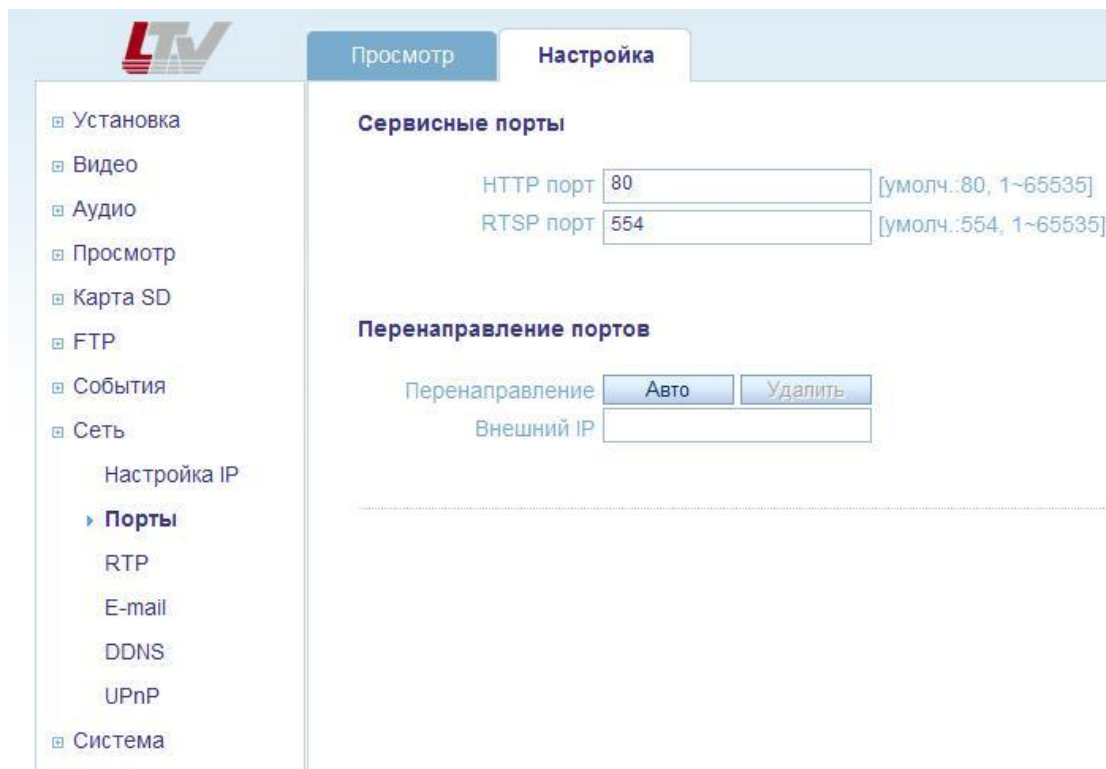 LTV
Просмотр
Настройка
Установка
Видео
Аудио
Просмотр
Карта SD
FTP
События
Сеть
Настройка IP
Порты
RTP
E-mail
DDNS
UPnP
Система
Сервисные порты
HTTP порт 80 [умолч.:80, 1~65535]
RTSP порт 554 [умолч.:554, 1~65535]
Перенаправление портов
Перенаправление Авто Удалить
Внешний IP